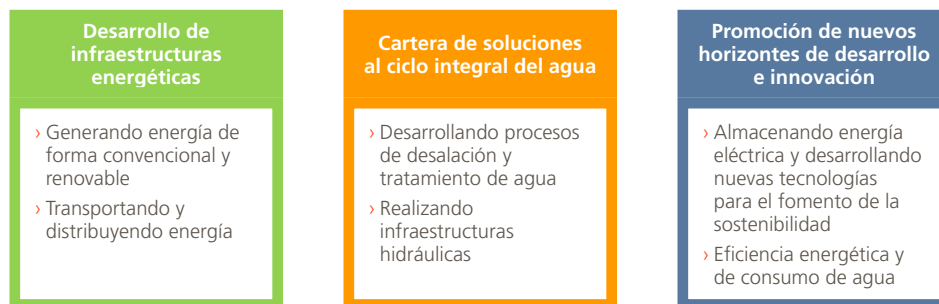 Desarrollo de
infraestructuras
energéticas
› Generando energía de
forma convencional y
renovable
› Transportando y
distribuyendo energía
Cartera de soluciones
al ciclo integral del agua
› Desarrollando procesos
de desalación y
tratamiento de agua
› Realizando
infraestructuras
hidráulicas
Promoción de nuevos
horizontes de desarrollo
e innovación
› Almacenando energía
eléctrica y desarrollando
nuevas tecnologías
para el fomento de la
sostenibilidad
› Eficiencia energética y
de consumo de agua